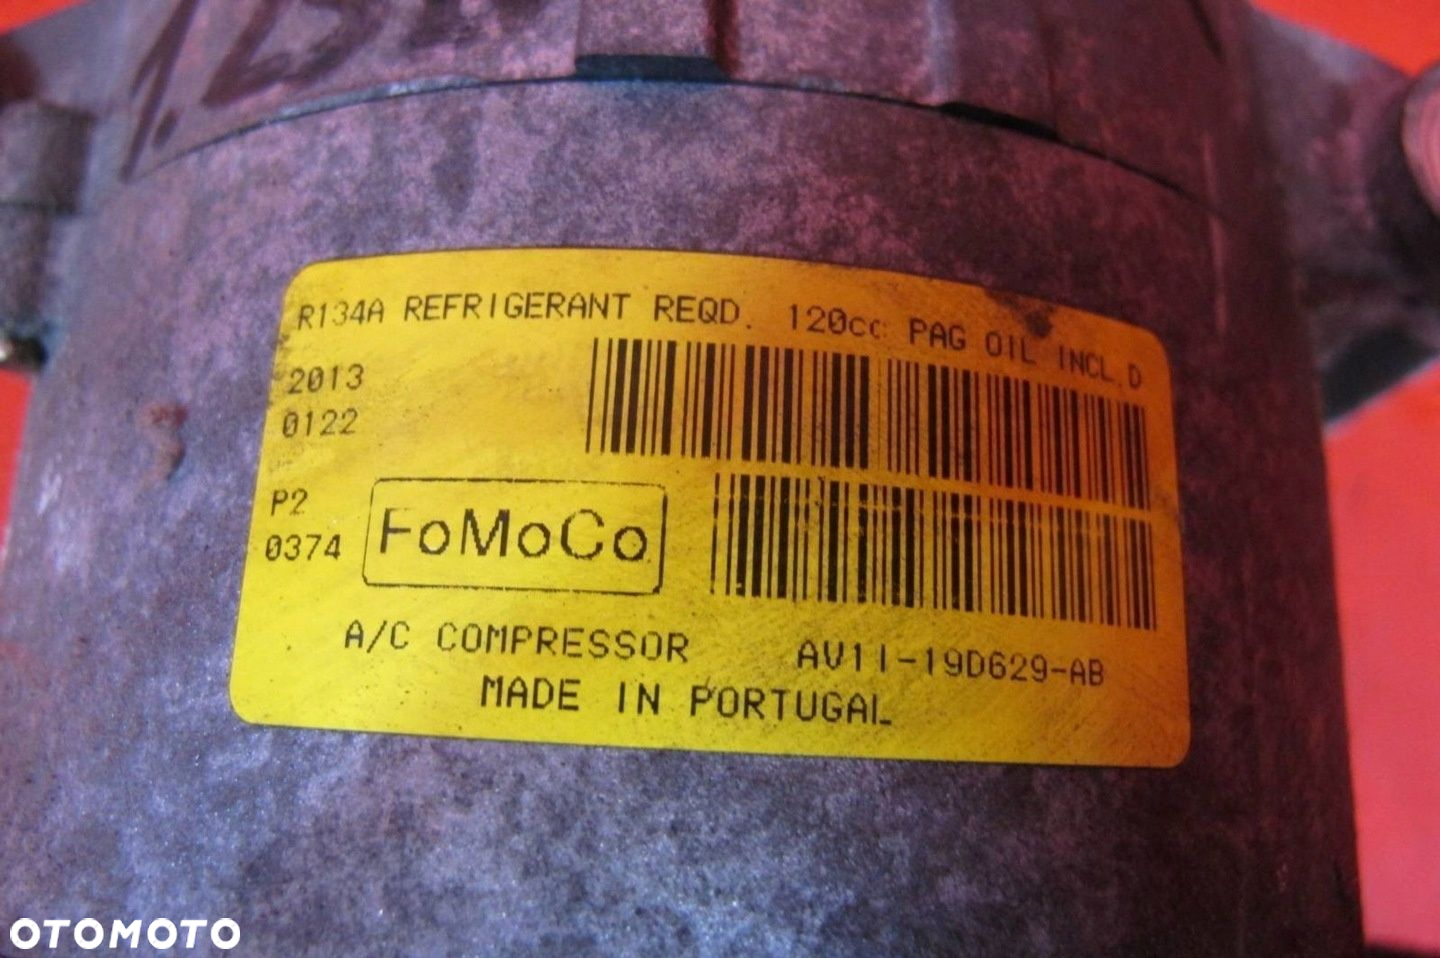 R134A REFRIGERANT REQD. 120cc PAG OIL INCL.D
2013
0122
P2
0374
FoMoCo
A/C COMPRESSOR AV11-19D629-AB
MADE IN PORTUGAL
OTOMOTO